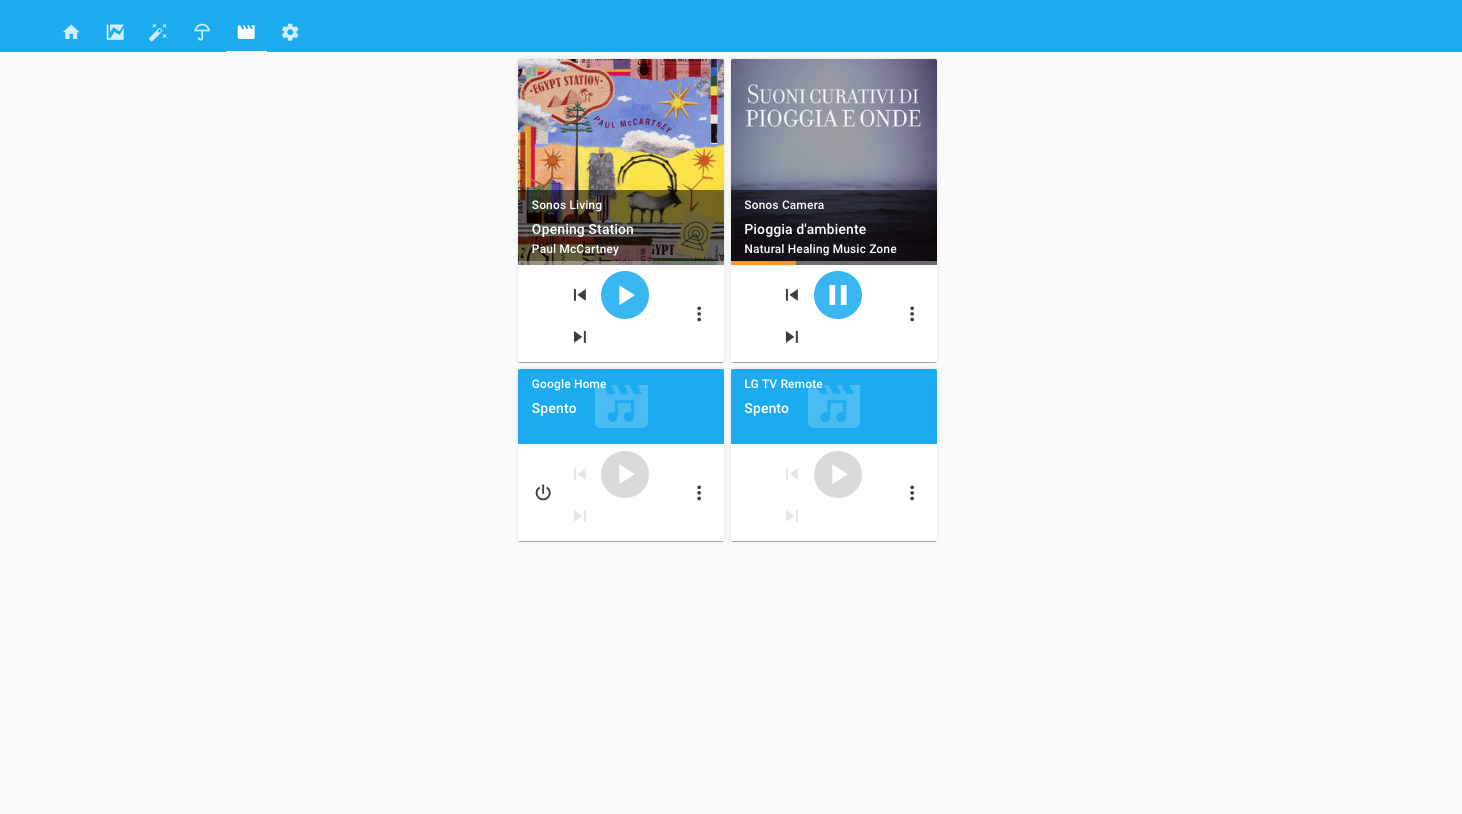 ·EGYPT STATION·
PAUL McCARTNEY
Sonos Living
Opening Station
Paul McCartney
SUONI CURATIVI DI
PIOGGIA E ONDE
Sonos Camera
Pioggia d'ambiente
Natural Healing Music Zone
Google Home
Spento
LG TV Remote
Spento